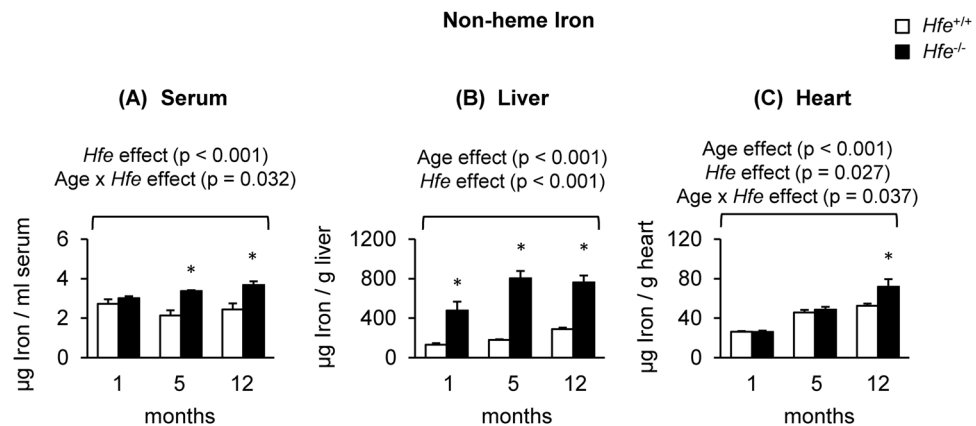 Non-heme Iron
Hfe+/+
Hfe-/-
(A) Serum
Hfe effect (p < 0.001)
Age x Hfe effect (p = 0.032)
µg Iron / ml serum
6
4
2
0
*
*
1 5 12
months
(B) Liver
Age effect (p < 0.001)
Hfe effect (p < 0.001)
µg Iron / g liver
1200
800
400
0
*
*
*
1 5 12
months
(C) Heart
Age effect (p < 0.001)
Hfe effect (p = 0.027)
Age x Hfe effect (p = 0.037)
µg Iron / g heart
120
80
40
0
*
1 5 12
months